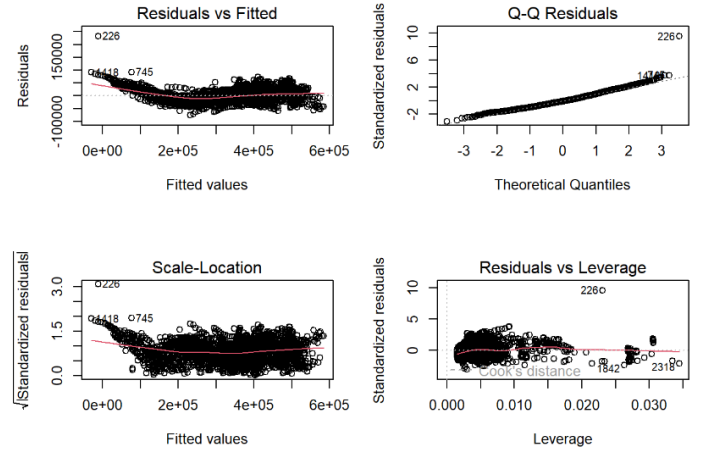 Residuals vs Fitted
Residuals
-100000
150000
226
1418
745
0e+00 2e+05 4e+05 6e+05
Fitted values
Q-Q Residuals
Standardized residuals
-2 2 6 10
226
-3 -2 -1 0 1 2 3
Theoretical Quantiles
Scale-Location
√|Standardized residuals|
0.0 1.5 3.0
226
1418
745
0e+00 2e+05 4e+05 6e+05
Fitted values
Residuals vs Leverage
Standardized residuals
0 5 10
226
1842
2318
Cook's distance
0.000 0.010 0.020 0.030
Leverage